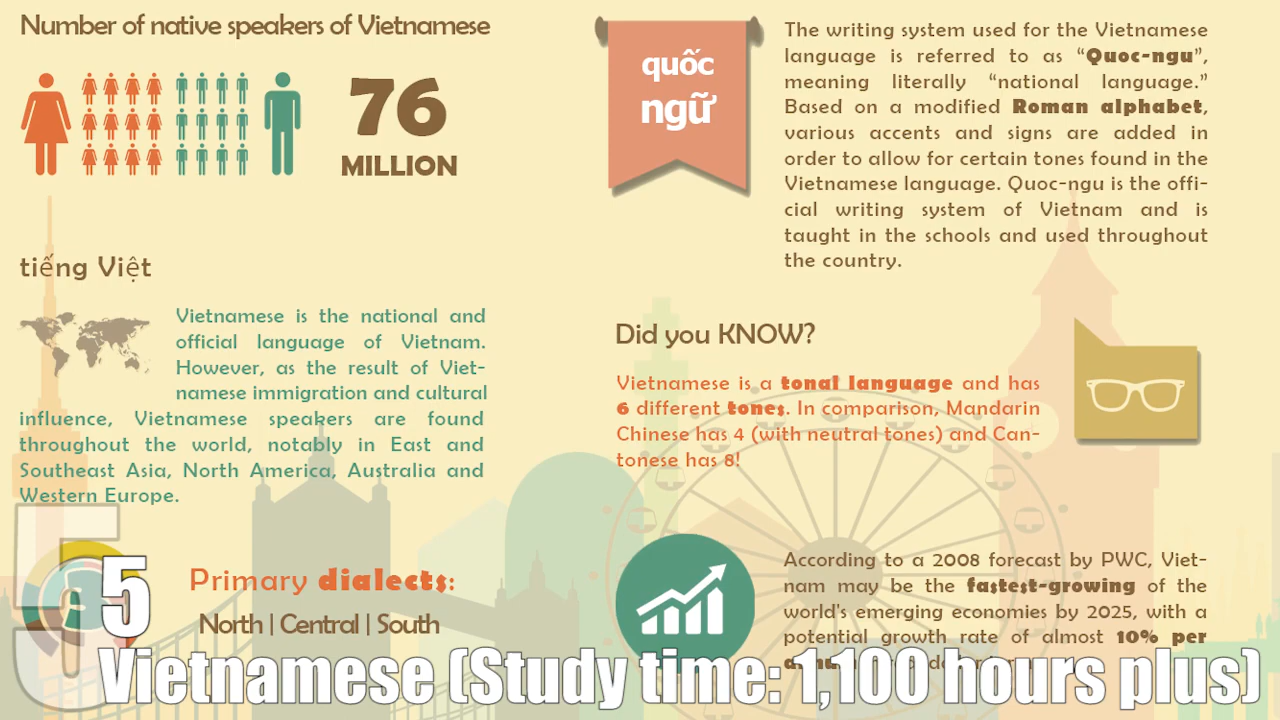 Number of native speakers of Vietnamese
76
MILLION
tiếng Việt
Vietnamese is the national and
official language of Vietnam.
However, as the result of Viet-
namese immigration and cultural
influence, Vietnamese speakers are found
throughout the world, notably in East and
Southeast Asia, North America, Australia and
Western Europe.
Primary dialects:
North | Central | South
quốc
ngữ
The writing system used for the Vietnamese
language is referred to as “Quoc-ngu”,
meaning literally “national language.”
Based on a modified Roman alphabet,
various accents and signs are added in
order to allow for certain tones found in the
Vietnamese language. Quoc-ngu is the offi-
cial writing system of Vietnam and is
taught in the schools and used throughout
the country.
Did you KNOW?
Vietnamese is a tonal language and has
6 different tones. In comparison, Mandarin
Chinese has 4 (with neutral tones) and Can-
tonese has 8!
According to a 2008 forecast by PWC, Viet-
nam may be the fastest-growing of the
world's emerging economies by 2025, with a
potential growth rate of almost 10% per
5
5
Vietnamese (Study time: 1,100 hours plus)